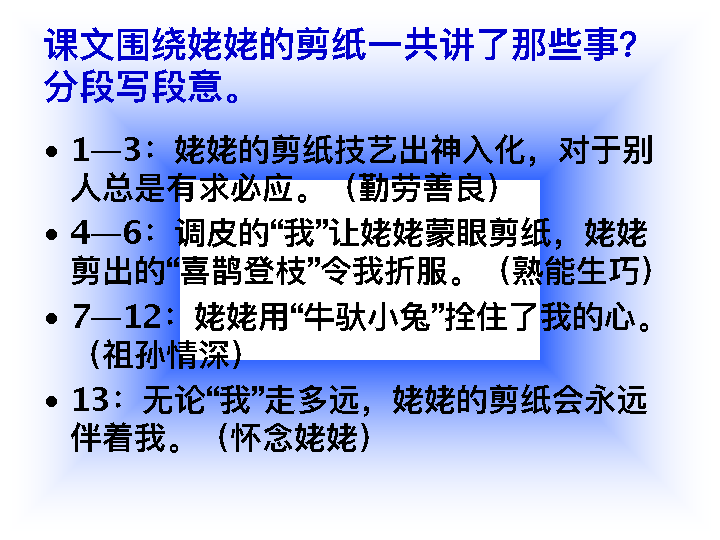 课文围绕姥姥的剪纸一共讲了那些事?
分段写段意。
• 1—3：姥姥的剪纸技艺出神入化，对于别
人总是有求必应。（勤劳善良）
• 4—6：调皮的“我”让姥姥蒙眼剪纸，姥姥
剪出的“喜鹊登枝”令我折服。（熟能生巧）
• 7—12：姥姥用“牛驮小兔”拴住了我的心。
（祖孙情深）
• 13：无论“我”走多远，姥姥的剪纸会永远
伴着我。（怀念姥姥）